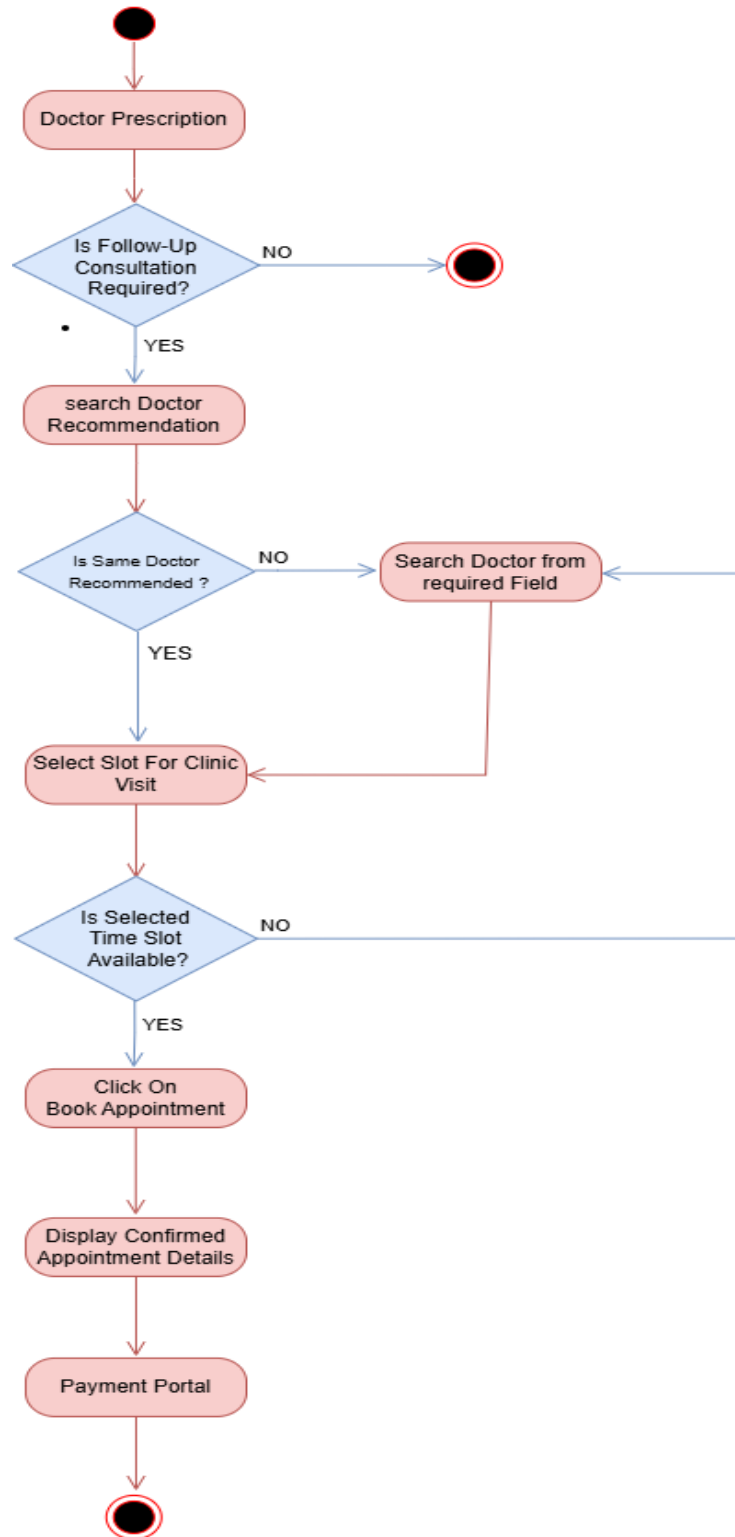 Doctor Prescription
Is Follow-Up
Consultation
Required?
NO
YES
search Doctor
Recommendation
Is Same Doctor
Recommended ?
NO
Search Doctor from
required Field
YES
Select Slot For Clinic
Visit
Is Selected
Time Slot
Available?
NO
YES
Click On
Book Appointment
Display Confirmed
Appointment Details
Payment Portal